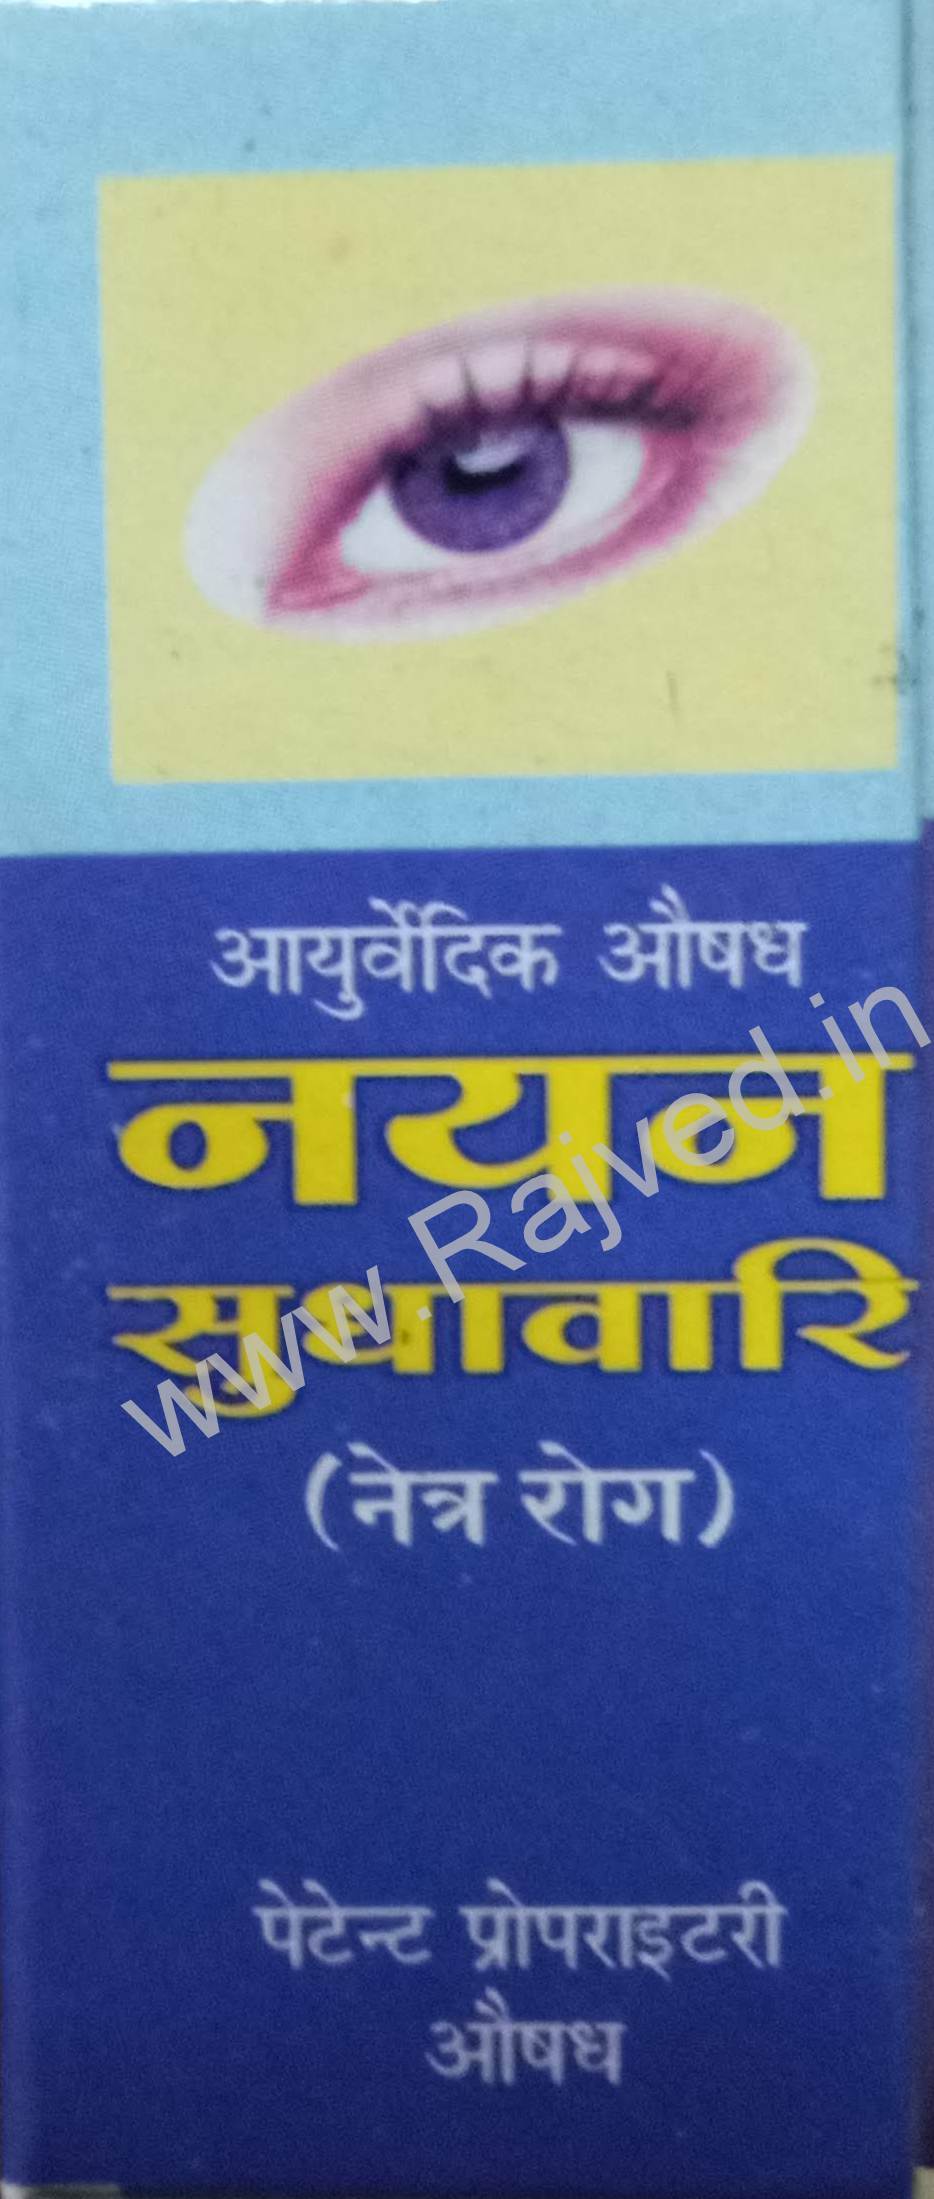 आयुर्वेदिक औषध
नयन
सुधावारि
(नेत्र रोग)
www.Rajved.in
पेटेन्ट प्रोपराइटरी
औषध